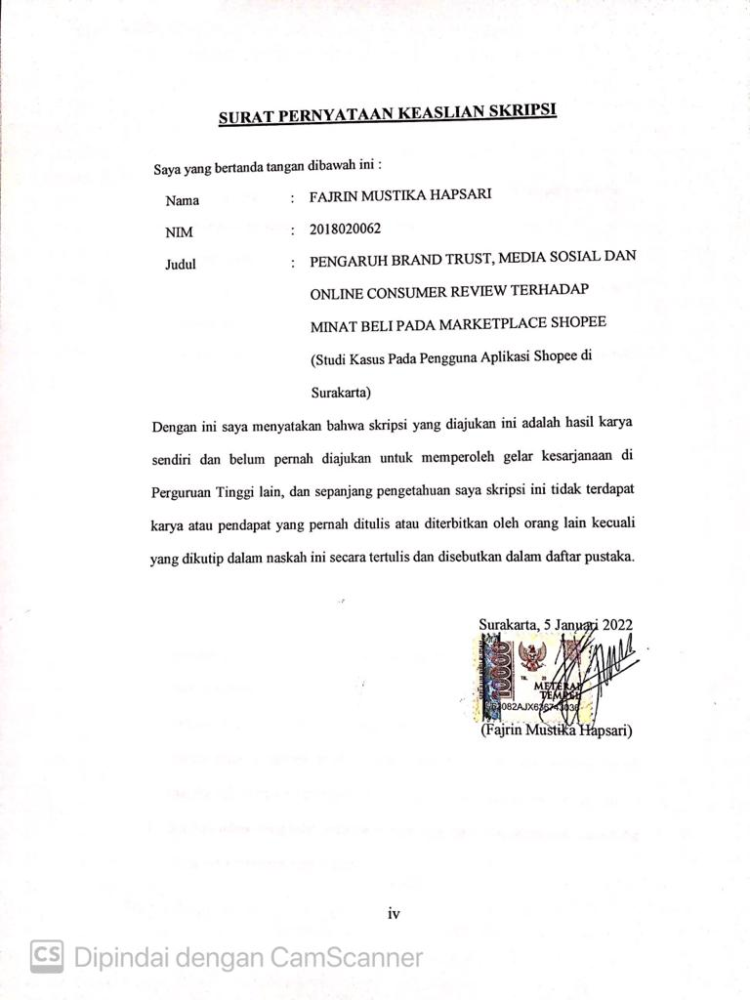 SURAT PERNYATAAN KEASLIAN SKRIPSI
Saya yang bertanda tangan dibawah ini :
Nama : FAJRIN MUSTIKA HAPSARI
NIM : 2018020062
Judul : PENGARUH BRAND TRUST, MEDIA SOSIAL DAN
ONLINE CONSUMER REVIEW TERHADAP
MINAT BELI PADA MARKETPLACE SHOPEE
(Studi Kasus Pada Pengguna Aplikasi Shopee di
Surakarta)
Dengan ini saya menyatakan bahwa skripsi yang diajukan ini adalah hasil karya
sendiri dan belum pernah diajukan untuk memperoleh gelar kesarjanaan di
Perguruan Tinggi lain, dan sepanjang pengetahuan saya skripsi ini tidak terdapat
karya atau pendapat yang pernah ditulis atau diterbitkan oleh orang lain kecuali
yang dikutip dalam naskah ini secara tertulis dan disebutkan dalam daftar pustaka.
Surakarta, 5 Januari 2022
10000
METERAI
TEMPEL
(Fajrin Mustika Hapsari)
iv
CS Dipindai dengan CamScanner